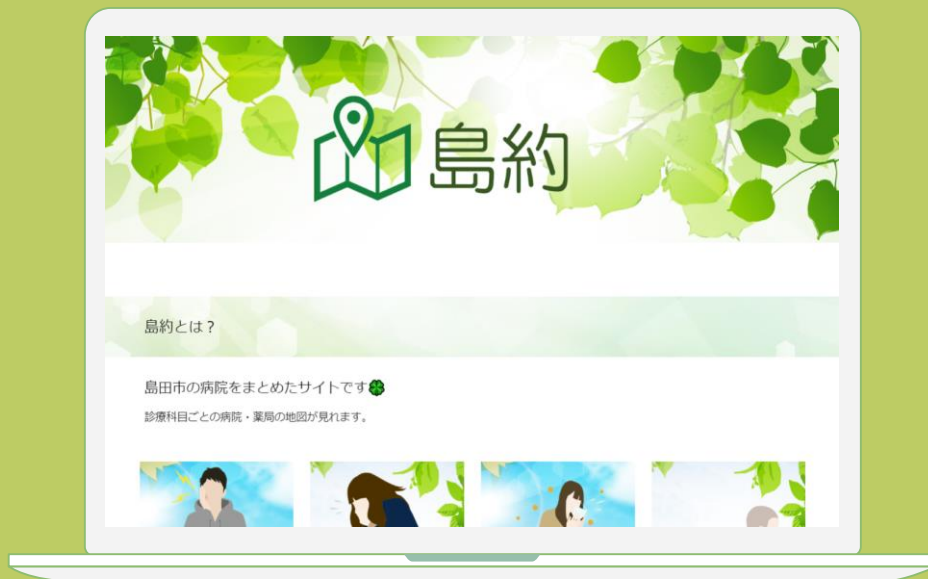 島約
島約とは？
島田市の病院をまとめたサイトです🍀
診療科目ごとの病院・薬局の地図が見れます。